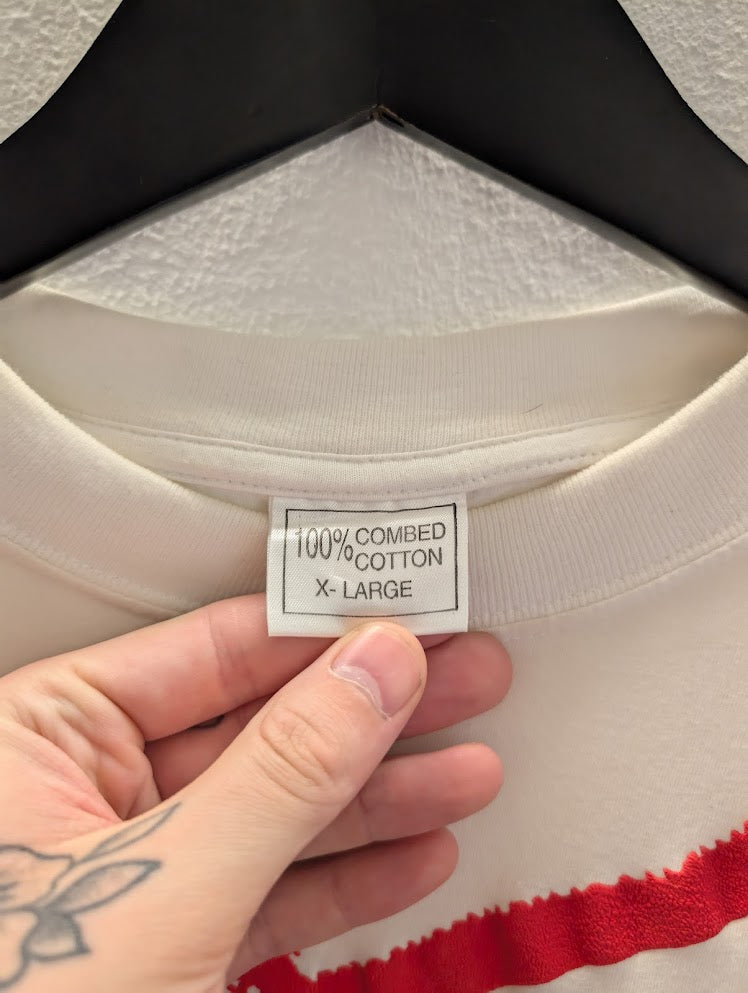 100% COMBED
COTTON
X- LARGE